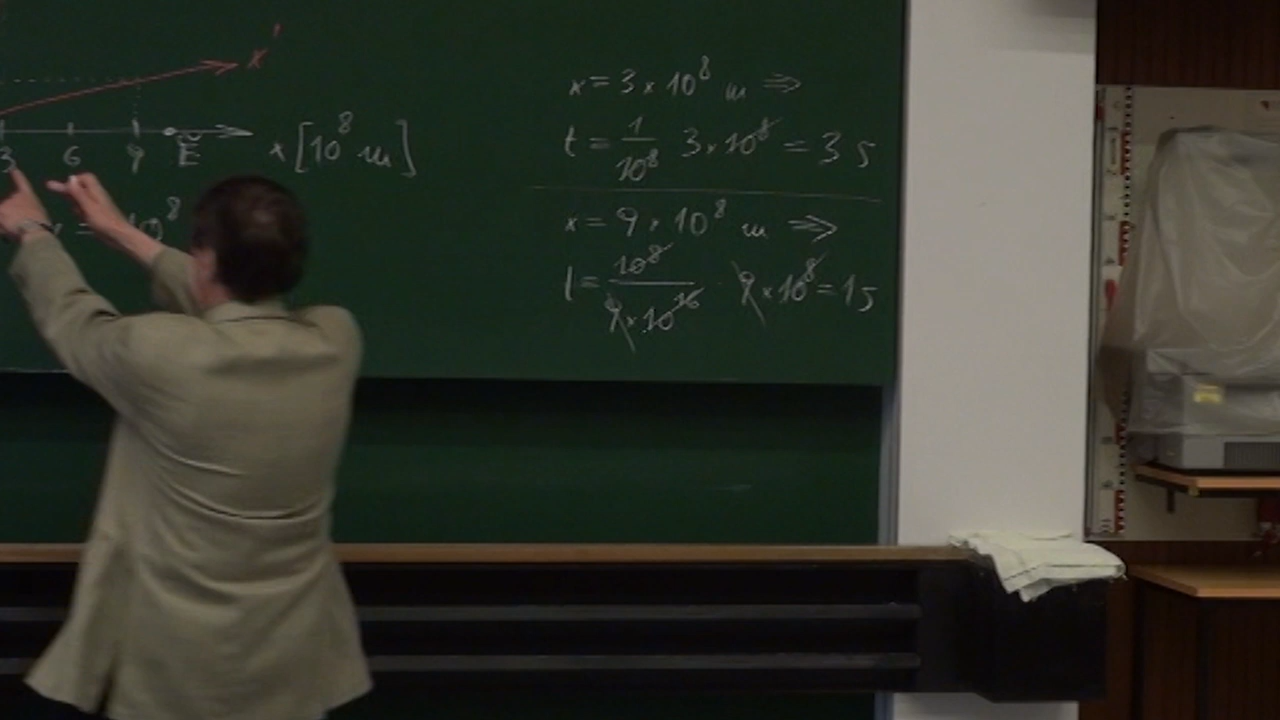 x'
3 6 9 E x [10⁸ m]
v = 10⁸
x = 3 × 10⁸ m ⇒
t = 1/10⁸ 3 × 10⁸ = 3 s
x = 9 × 10⁸ m ⇒
t = 10⁸/9 × 10¹⁶ · 9 × 10⁸ = 1 s